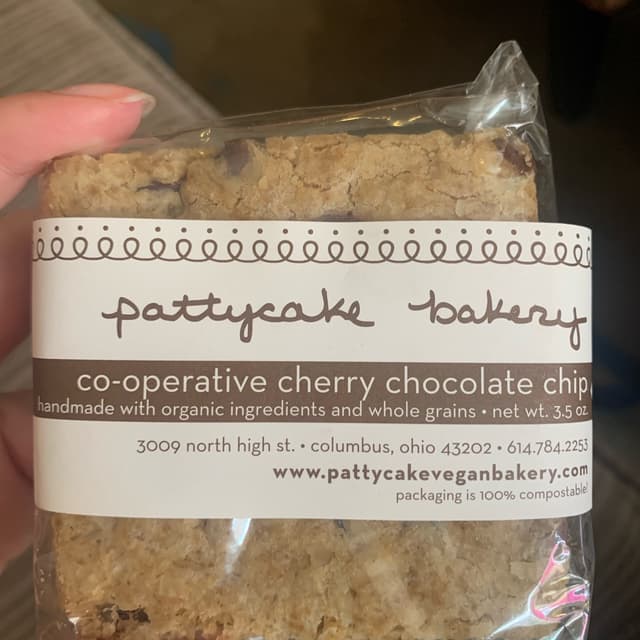 pattycake bakery
co-operative cherry chocolate chip
handmade with organic ingredients and whole grains • net wt. 3.5 oz.
3009 north high st. • columbus, ohio 43202 • 614.784.2253
www.pattycakeveganbakery.com
packaging is 100% compostable!